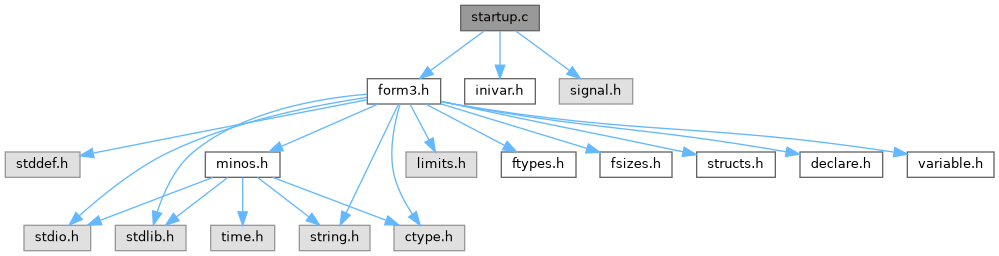 startup.c
form3.h
inivar.h
signal.h
stddef.h
minos.h
limits.h
ftypes.h
fsizes.h
structs.h
declare.h
variable.h
stdio.h
stdlib.h
time.h
string.h
ctype.h